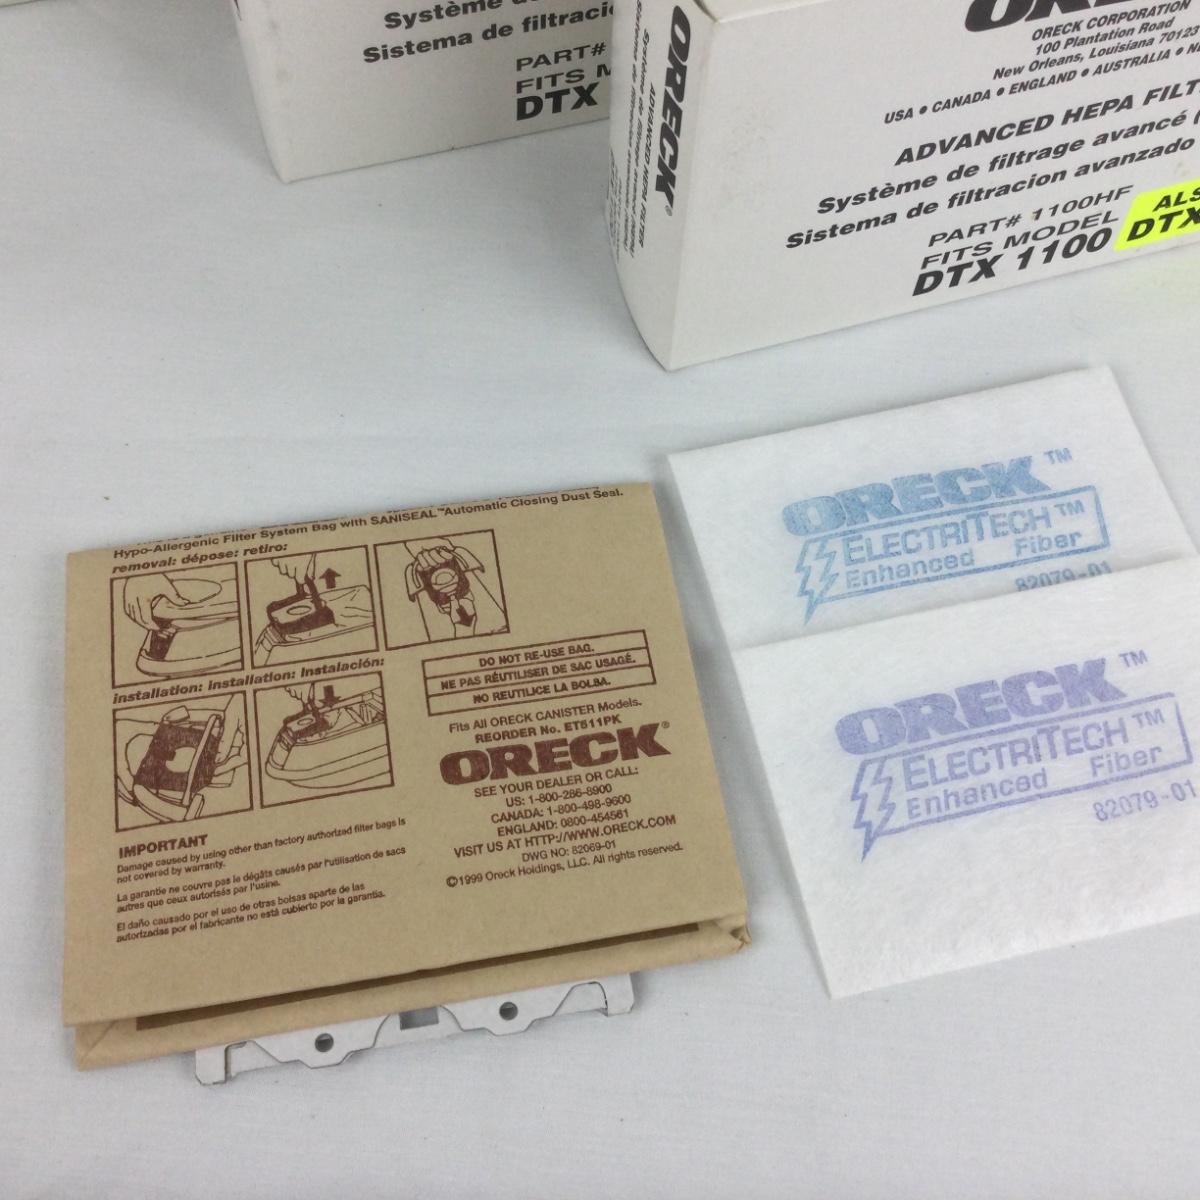 Système
Sistema de filtraci
PART#
FITS M
DTX
ORECK®
ADVANCED HEPA FILTER
ORECK CORPORATION
100 Plantation Road
New Orleans, Louisiana 70123
USA • CANADA • ENGLAND • AUSTRALIA •
ADVANCED HEPA FILT
Système de filtrage avancé
Sistema de filtracion avanzado
PART# 1100HF
FITS MODEL
DTX 1100
ALS
DTX
Hypo-Allergenic Filter System Bag with SANISEAL™ Automatic Closing Dust Seal.
removal: dépose: retiro:
installation: Installation: Instalación:
DO NOT RE-USE BAG.
NE PAS RÉUTILISER DE SAC USAGÉ.
NO REUTILICE LA BOLSA.
Fits All ORECK CANISTER Models.
REORDER No. ET511PK
ORECK®
SEE YOUR DEALER OR CALL:
US: 1-800-286-8900
CANADA: 1-800-498-9600
ENGLAND: 0800-454561
VISIT US AT HTTP://WWW.ORECK.COM
DWG NO: 82069-01
©1999 Oreck Holdings, LLC. All rights reserved.
IMPORTANT
Damage caused by using other than factory authorized filter bags is
not covered by warranty.
La garantie ne couvre pas le dégâts causés par l'utilisation de sacs
autres que ceux autorisés par l'usine.
El daño causado por el uso de otras bolsas aparte de las
autorizadas por el fabricante no está cubierto por la garantia.
ORECK™
ELECTRITECH™
Enhanced Fiber
82079-01
ORECK™
ELECTRITECH™
Enhanced Fiber
82079-01